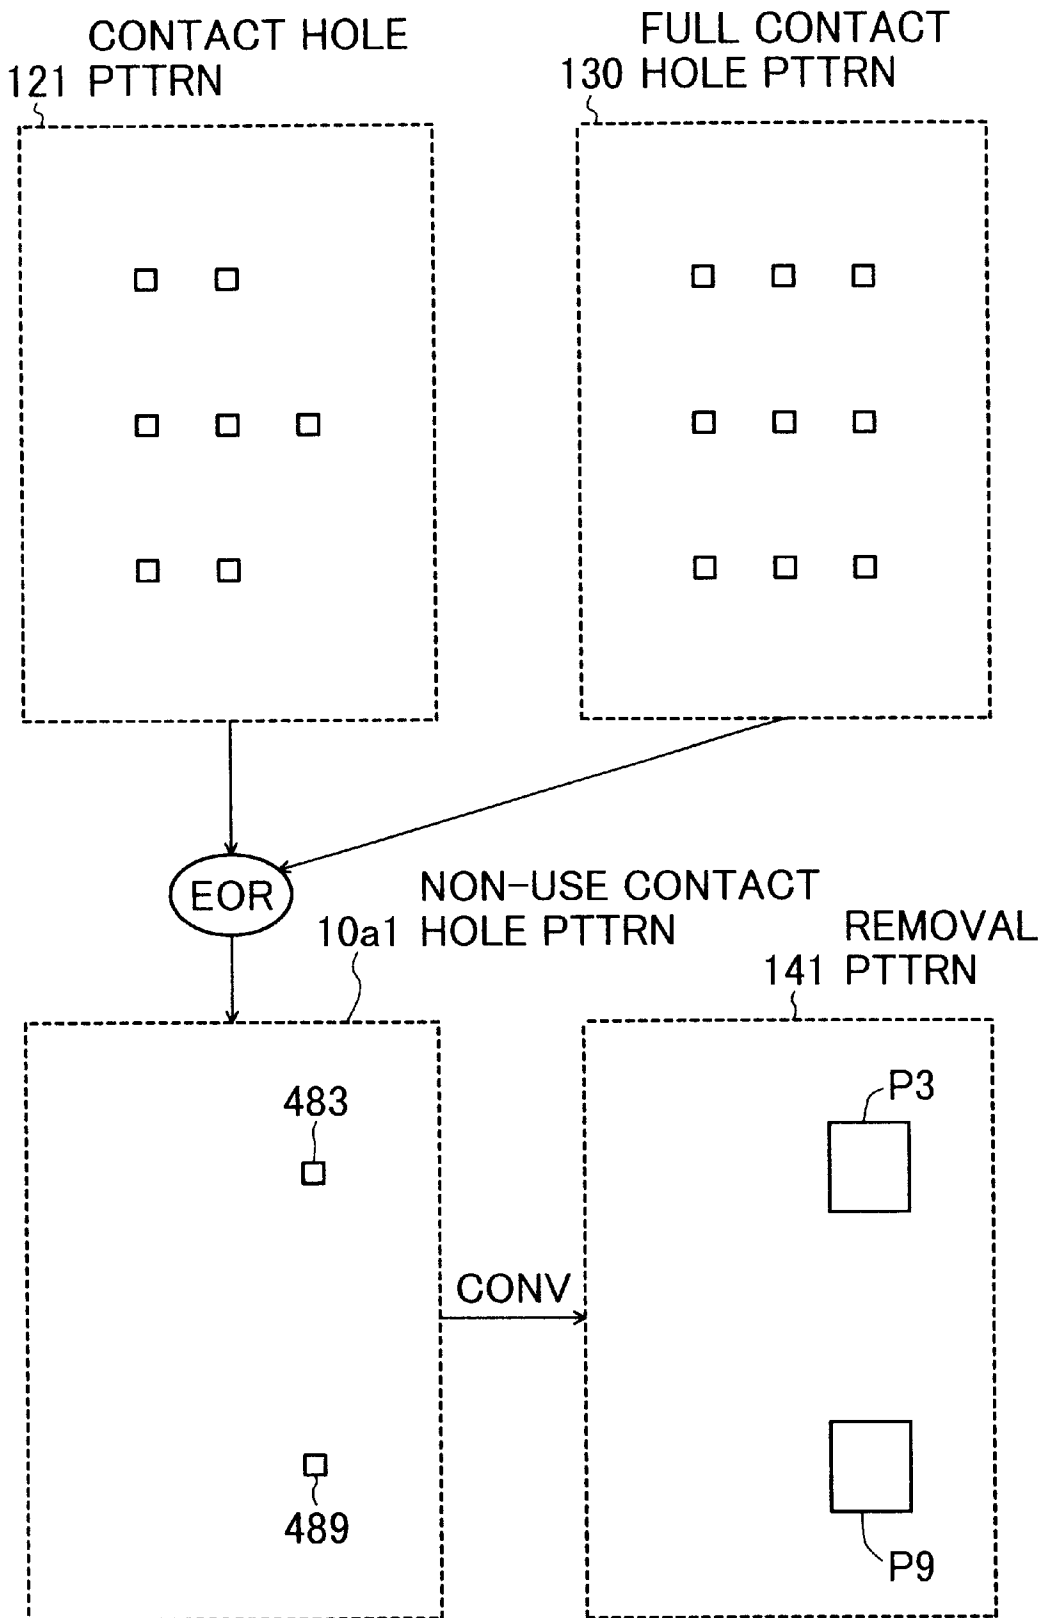 CONTACT HOLE
121 PTTRN
FULL CONTACT
130 HOLE PTTRN
EOR
NON-USE CONTACT
10a1 HOLE PTTRN
REMOVAL
141 PTTRN
483
P3
CONV
489
P9